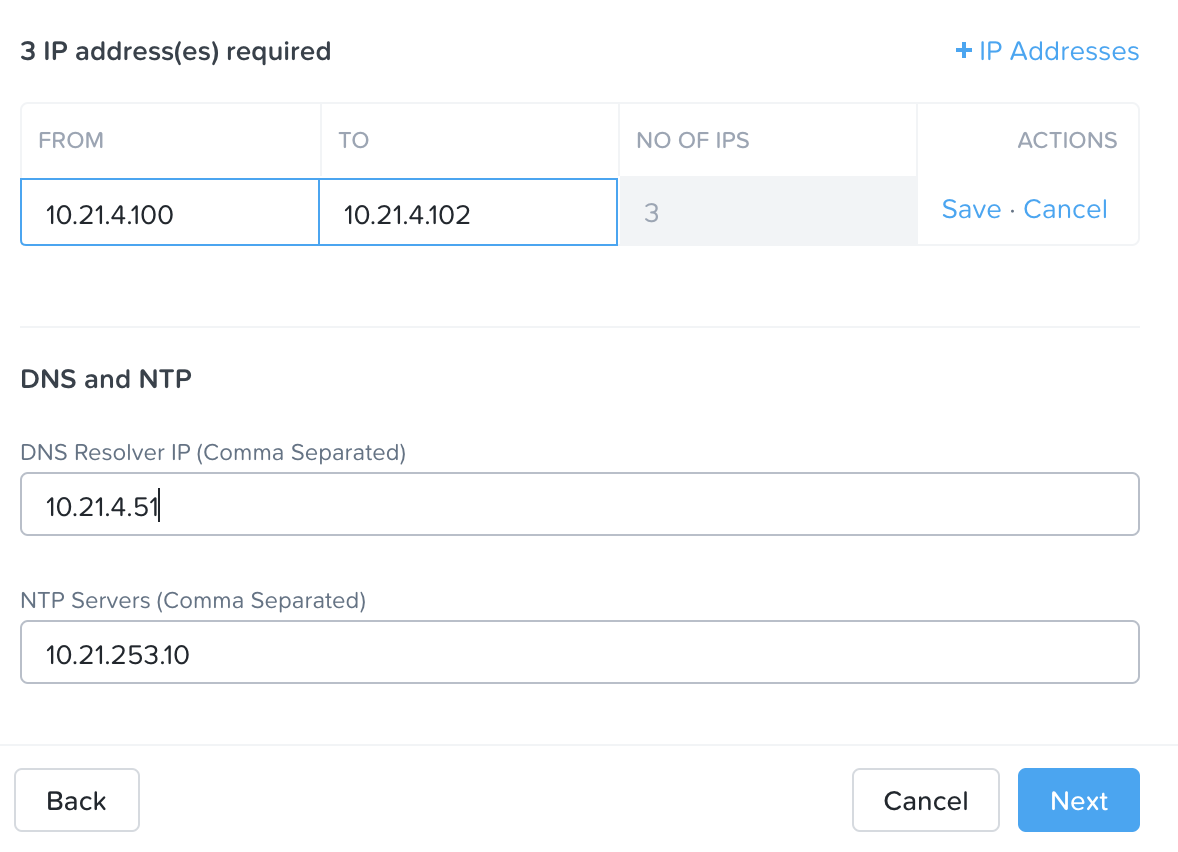 3 IP address(es) required
+ IP Addresses
FROM TO NO OF IPS ACTIONS
10.21.4.100 10.21.4.102 3 Save · Cancel
DNS and NTP
DNS Resolver IP (Comma Separated)
10.21.4.51
NTP Servers (Comma Separated)
10.21.253.10
Back Cancel Next